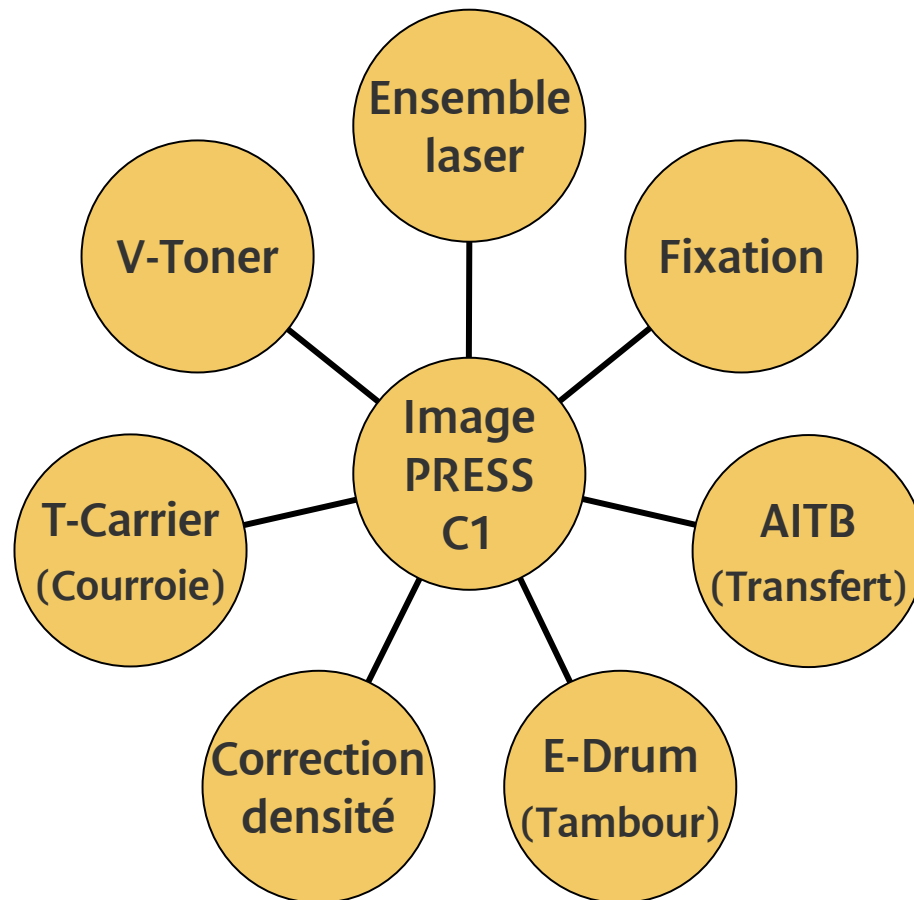 Ensemble
laser
V-Toner
Fixation
Image
PRESS
C1
T-Carrier
(Courroie)
AITB
(Transfert)
Correction
densité
E-Drum
(Tambour)